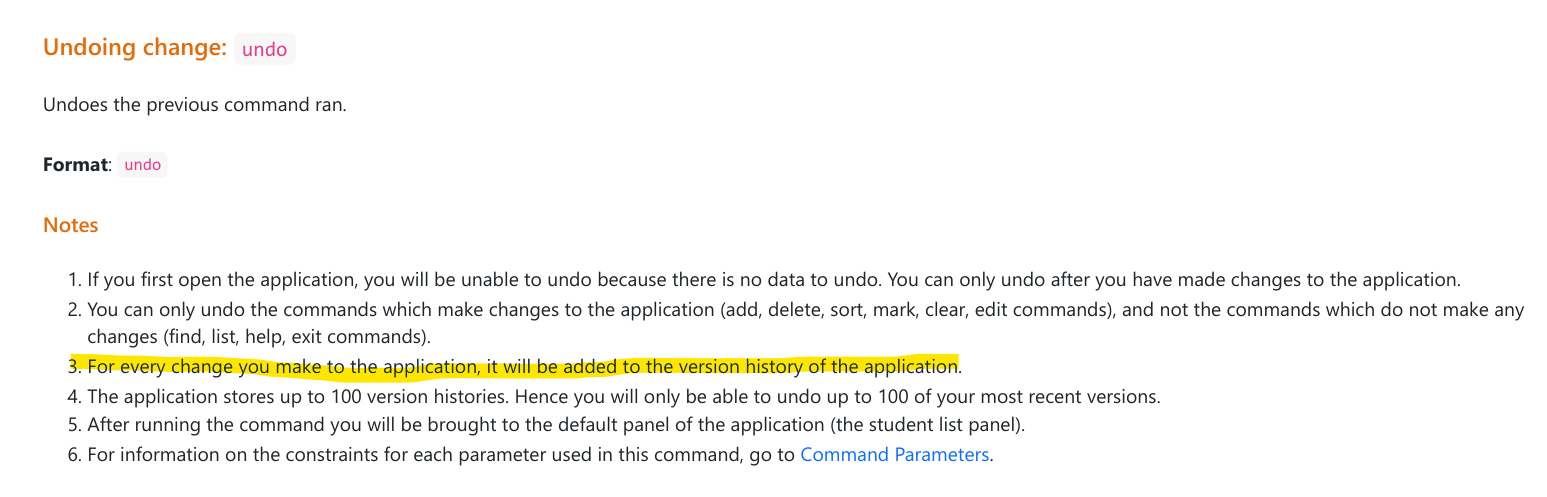 Undoing change: undo
Undoes the previous command ran.
Format: undo
Notes
1. If you first open the application, you will be unable to undo because there is no data to undo. You can only undo after you have made changes to the application.
2. You can only undo the commands which make changes to the application (add, delete, sort, mark, clear, edit commands), and not the commands which do not make any
changes (find, list, help, exit commands).
3. For every change you make to the application, it will be added to the version history of the application.
4. The application stores up to 100 version histories. Hence you will only be able to undo up to 100 of your most recent versions.
5. After running the command you will be brought to the default panel of the application (the student list panel).
6. For information on the constraints for each parameter used in this command, go to Command Parameters.